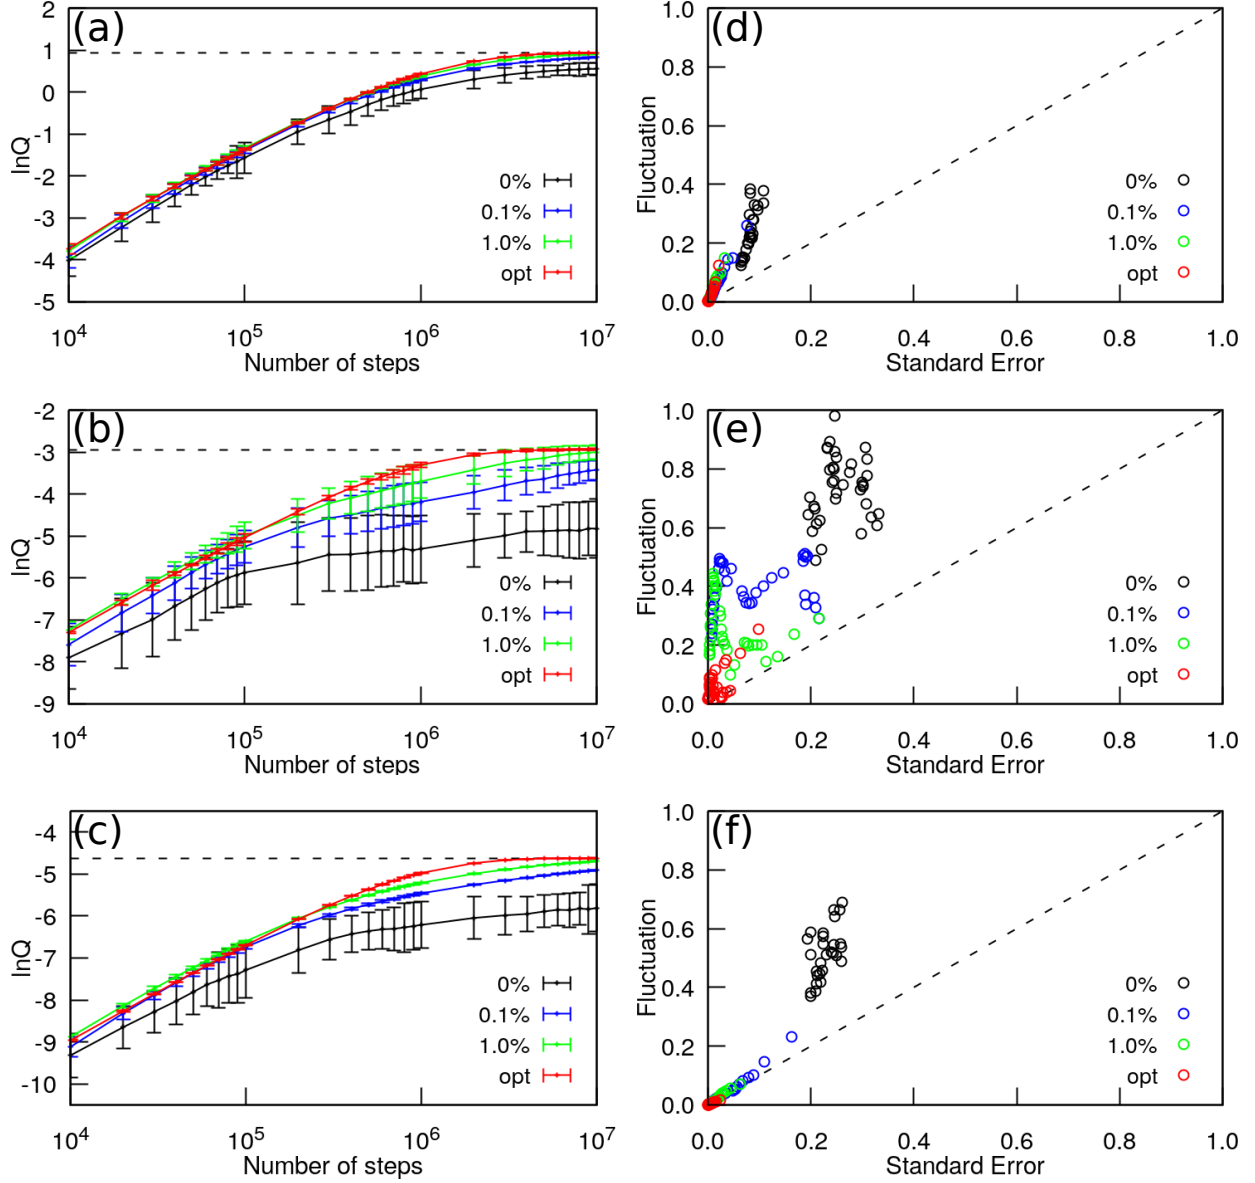 (a)
lnQ
2
1
0
-1
-2
-3
-4
-5
0%
0.1%
1.0%
opt
10^4 10^5 10^6 10^7
Number of steps
(d)
Fluctuation
1.0
0.8
0.6
0.4
0.2
0.0
0%
0.1%
1.0%
opt
0.0 0.2 0.4 0.6 0.8 1.0
Standard Error
(b)
lnQ
-2
-3
-4
-5
-6
-7
-8
-9
0%
0.1%
1.0%
opt
10^4 10^5 10^6 10^7
Number of steps
(e)
Fluctuation
1.0
0.8
0.6
0.4
0.2
0.0
0%
0.1%
1.0%
opt
0.0 0.2 0.4 0.6 0.8 1.0
Standard Error
(c)
lnQ
-4
-5
-6
-7
-8
-9
-10
0%
0.1%
1.0%
opt
10^4 10^5 10^6 10^7
Number of steps
(f)
Fluctuation
1.0
0.8
0.6
0.4
0.2
0.0
0%
0.1%
1.0%
opt
0.0 0.2 0.4 0.6 0.8 1.0
Standard Error